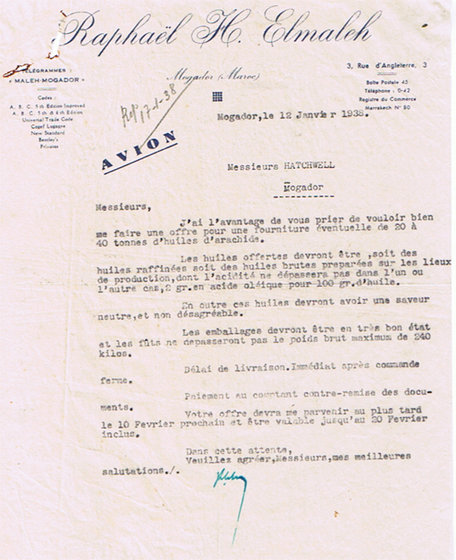 Raphaël H. Elmaleh
TÉLÉGRAMMES:
MALEH-MOGADOR
Codes
A. B. C. 5th Edition Improved
A. B. C. 5th & 6th Edition
Universal Trade Code
Cogef Lugagne
New Standard
Bentley's
Privates
Mogador (Maroc)
3, Rue d'Angleterre, 3
Boîte Postale 45
Téléphone : 0-42
Registre du Commerce
Marrakech N° 50
Rép. 17-1-38
AVION
Mogador, le 12 Janvier 1938.
Messieurs HATCHWELL
Mogador
Messieurs,
J'ai l'avantage de vous prier de vouloir bien
me faire une offre pour une fourniture éventuelle de 20 à
40 tonnes d'huiles d'arachide.
Les huiles offertes devront être ,soit des
huiles raffinées soit des huiles brutes preparées sur les lieux
de production,dont l'acidité ne dépassera pas dans l'un ou
l'autre cas,2 gr.en acide oléique pour 100 gr.d'huile.
En outre ces huiles devront avoir une saveur
neutre,et non désagréable.
Les emballages devront être en très bon état
et les fûts ne depasseront pas le poids brut maximum de 240
kilos.
Délai de livraison.Immédiat après commande
ferme.
Paiement au comptant contre-remise des docu-
ments.
Votre offre devra me parvenir au plus tard
le 10 Fevrier prochain et être valable jusqu'au 20 Fevrier
inclus.
Dans cette attente,
Veuillez agréer,Messieurs,mes meilleures
salutations./.